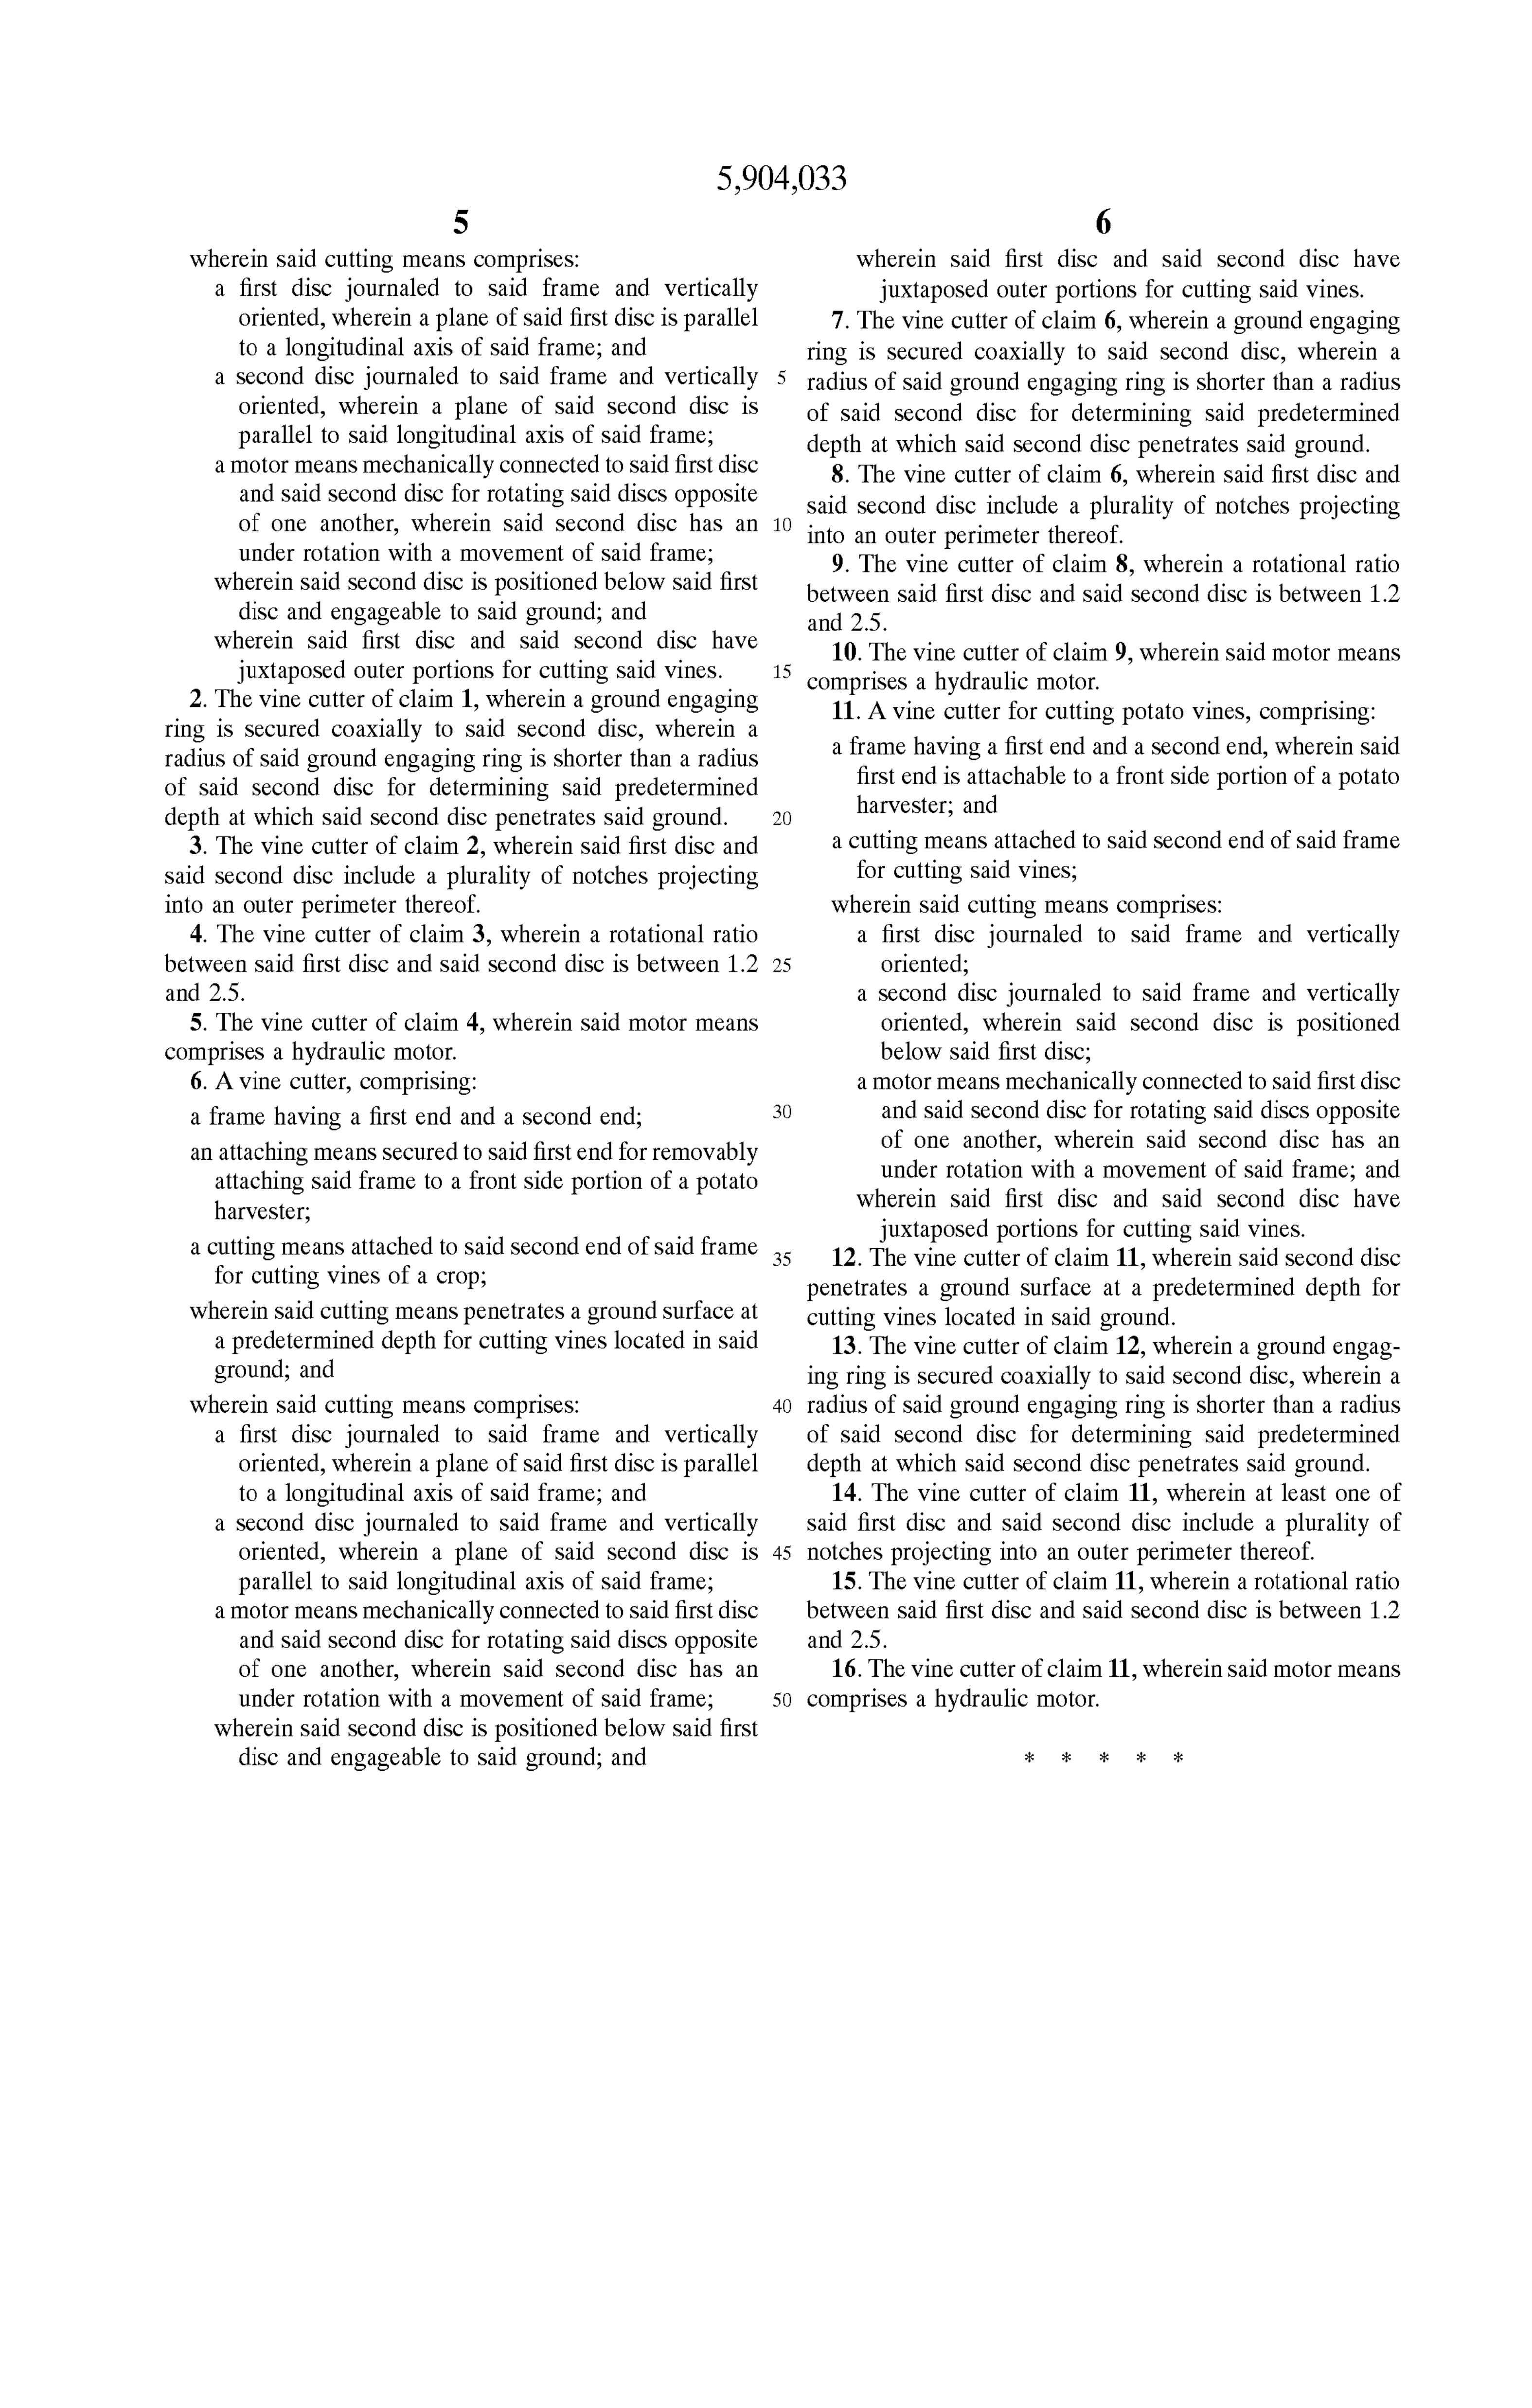 5,904,033
5
wherein said cutting means comprises:
a first disc journaled to said frame and vertically
oriented, wherein a plane of said first disc is parallel
to a longitudinal axis of said frame; and
a second disc journaled to said frame and vertically
oriented, wherein a plane of said second disc is
parallel to said longitudinal axis of said frame;
a motor means mechanically connected to said first disc
and said second disc for rotating said discs opposite
of one another, wherein said second disc has an
under rotation with a movement of said frame;
wherein said second disc is positioned below said first
disc and engageable to said ground; and
wherein said first disc and said second disc have
juxtaposed outer portions for cutting said vines.
2. The vine cutter of claim 1, wherein a ground engaging
ring is secured coaxially to said second disc, wherein a
radius of said ground engaging ring is shorter than a radius
of said second disc for determining said predetermined
depth at which said second disc penetrates said ground.
3. The vine cutter of claim 2, wherein said first disc and
said second disc include a plurality of notches projecting
into an outer perimeter thereof.
4. The vine cutter of claim 3, wherein a rotational ratio
between said first disc and said second disc is between 1.2
and 2.5.
5. The vine cutter of claim 4, wherein said motor means
comprises a hydraulic motor.
6. A vine cutter, comprising:
a frame having a first end and a second end;
an attaching means secured to said first end for removably
attaching said frame to a front side portion of a potato
harvester;
a cutting means attached to said second end of said frame
for cutting vines of a crop;
wherein said cutting means penetrates a ground surface at
a predetermined depth for cutting vines located in said
ground; and
wherein said cutting means comprises:
a first disc journaled to said frame and vertically
oriented, wherein a plane of said first disc is parallel
to a longitudinal axis of said frame; and
a second disc journaled to said frame and vertically
oriented, wherein a plane of said second disc is
parallel to said longitudinal axis of said frame;
a motor means mechanically connected to said first disc
and said second disc for rotating said discs opposite
of one another, wherein said second disc has an
under rotation with a movement of said frame;
wherein said second disc is positioned below said first
disc and engageable to said ground; and
5
10
15
20
25
30
35
40
45
50
6
wherein said first disc and said second disc have
juxtaposed outer portions for cutting said vines.
7. The vine cutter of claim 6, wherein a ground engaging
ring is secured coaxially to said second disc, wherein a
radius of said ground engaging ring is shorter than a radius
of said second disc for determining said predetermined
depth at which said second disc penetrates said ground.
8. The vine cutter of claim 6, wherein said first disc and
said second disc include a plurality of notches projecting
into an outer perimeter thereof.
9. The vine cutter of claim 8, wherein a rotational ratio
between said first disc and said second disc is between 1.2
and 2.5.
10. The vine cutter of claim 9, wherein said motor means
comprises a hydraulic motor.
11. A vine cutter for cutting potato vines, comprising:
a frame having a first end and a second end, wherein said
first end is attachable to a front side portion of a potato
harvester; and
a cutting means attached to said second end of said frame
for cutting said vines;
wherein said cutting means comprises:
a first disc journaled to said frame and vertically
oriented;
a second disc journaled to said frame and vertically
oriented, wherein said second disc is positioned
below said first disc;
a motor means mechanically connected to said first disc
and said second disc for rotating said discs opposite
of one another, wherein said second disc has an
under rotation with a movement of said frame; and
wherein said first disc and said second disc have
juxtaposed portions for cutting said vines.
12. The vine cutter of claim 11, wherein said second disc
penetrates a ground surface at a predetermined depth for
cutting vines located in said ground.
13. The vine cutter of claim 12, wherein a ground engag-
ing ring is secured coaxially to said second disc, wherein a
radius of said ground engaging ring is shorter than a radius
of said second disc for determining said predetermined
depth at which said second disc penetrates said ground.
14. The vine cutter of claim 11, wherein at least one of
said first disc and said second disc include a plurality of
notches projecting into an outer perimeter thereof.
15. The vine cutter of claim 11, wherein a rotational ratio
between said first disc and said second disc is between 1.2
and 2.5.
16. The vine cutter of claim 11, wherein said motor means
comprises a hydraulic motor.
* * * * *